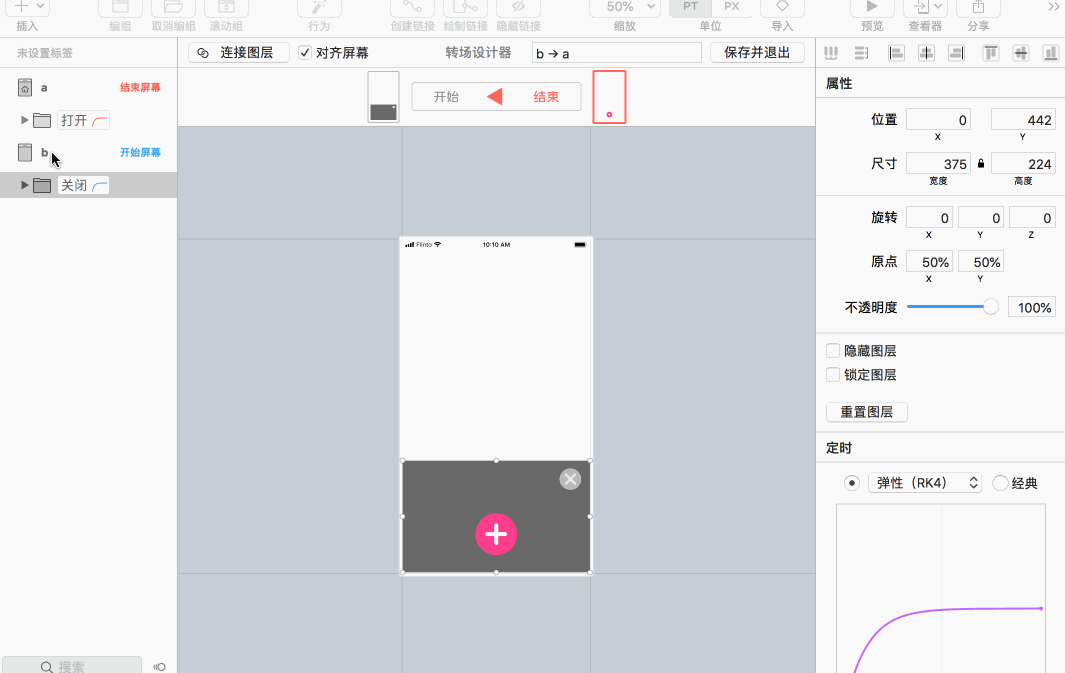 插入
编组
取消编组
滚动组
行为
创建链接
绘制链接
隐藏链接
50%
缩放
PT
PX
单位
导入
预览
查看器
分享
未设置标签
连接图层
对齐屏幕
转场设计器
b → a
保存并退出
a
结束屏幕
打开
b
开始屏幕
关闭
开始
结束
Flinto
10:10 AM
属性
位置
0
442
X
Y
尺寸
375
224
宽度
高度
旋转
0
0
0
X
Y
Z
原点
50%
50%
X
Y
不透明度
100%
隐藏图层
锁定图层
重置图层
定时
弹性（RK4）
经典
搜索